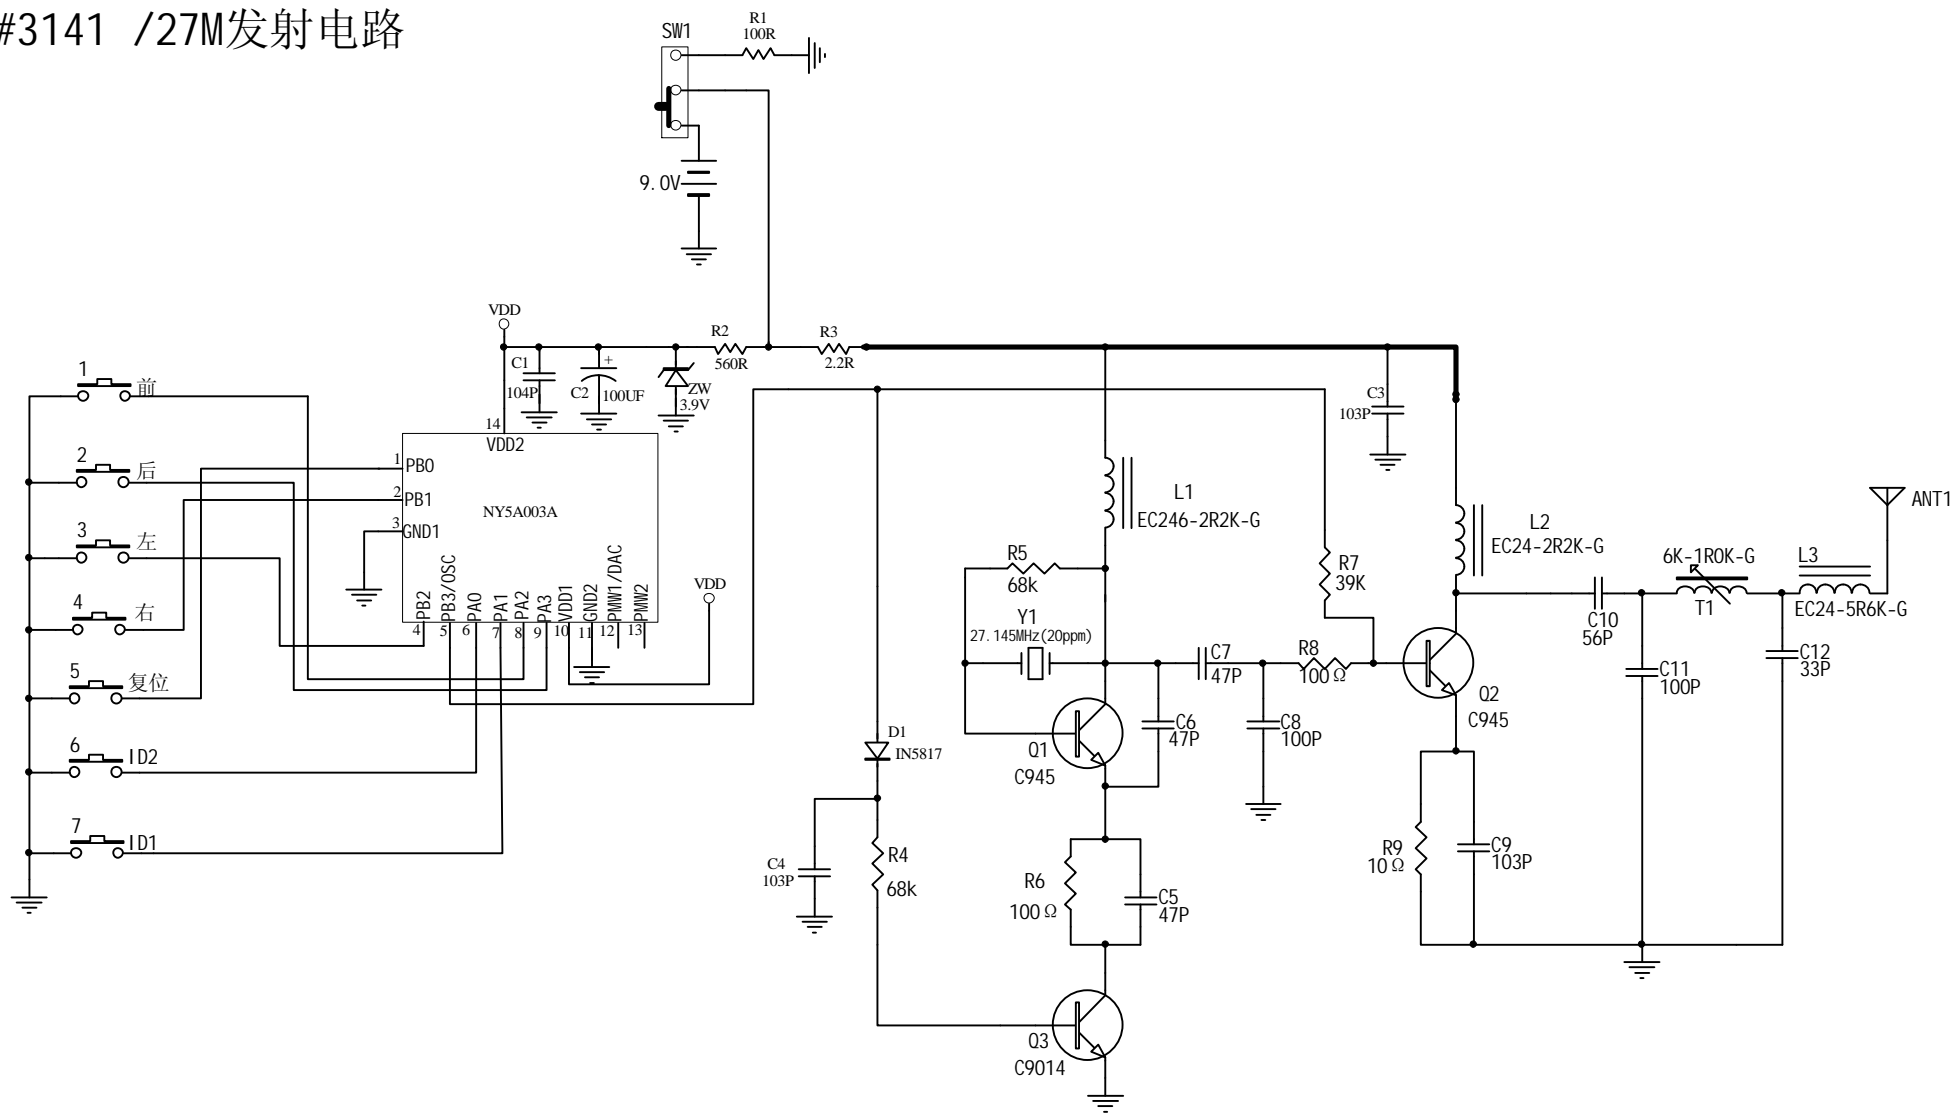 #3141 /27M发射电路
SW1
R1
100R
9.0V
VDD
R2
560R
R3
2.2R
C1
104P
C2
+
100UF
ZW
3.9V
C3
103P
1
前
2
后
3
左
4
右
5
复位
6
ID2
7
ID1
14
VDD2
1
PB0
2
PB1
3
GND1
NY5A003A
PB2
PB3/OSC
PA0
PA1
PA2
PA3
VDD1
GND2
PMW1/DAC
PMW2
4
5
6
7
8
9
10
11
12
13
VDD
L1
EC246-2R2K-G
R5
68k
Y1
27.145MHz(20ppm)
R7
39K
L2
EC24-2R2K-G
6K-1R0K-G
T1
L3
EC24-5R6K-G
ANT1
C7
47P
R8
100Ω
C10
56P
C11
100P
C12
33P
Q1
C945
C6
47P
C8
100P
Q2
C945
D1
IN5817
C4
103P
R4
68k
R6
100Ω
C5
47P
R9
10Ω
C9
103P
Q3
C9014